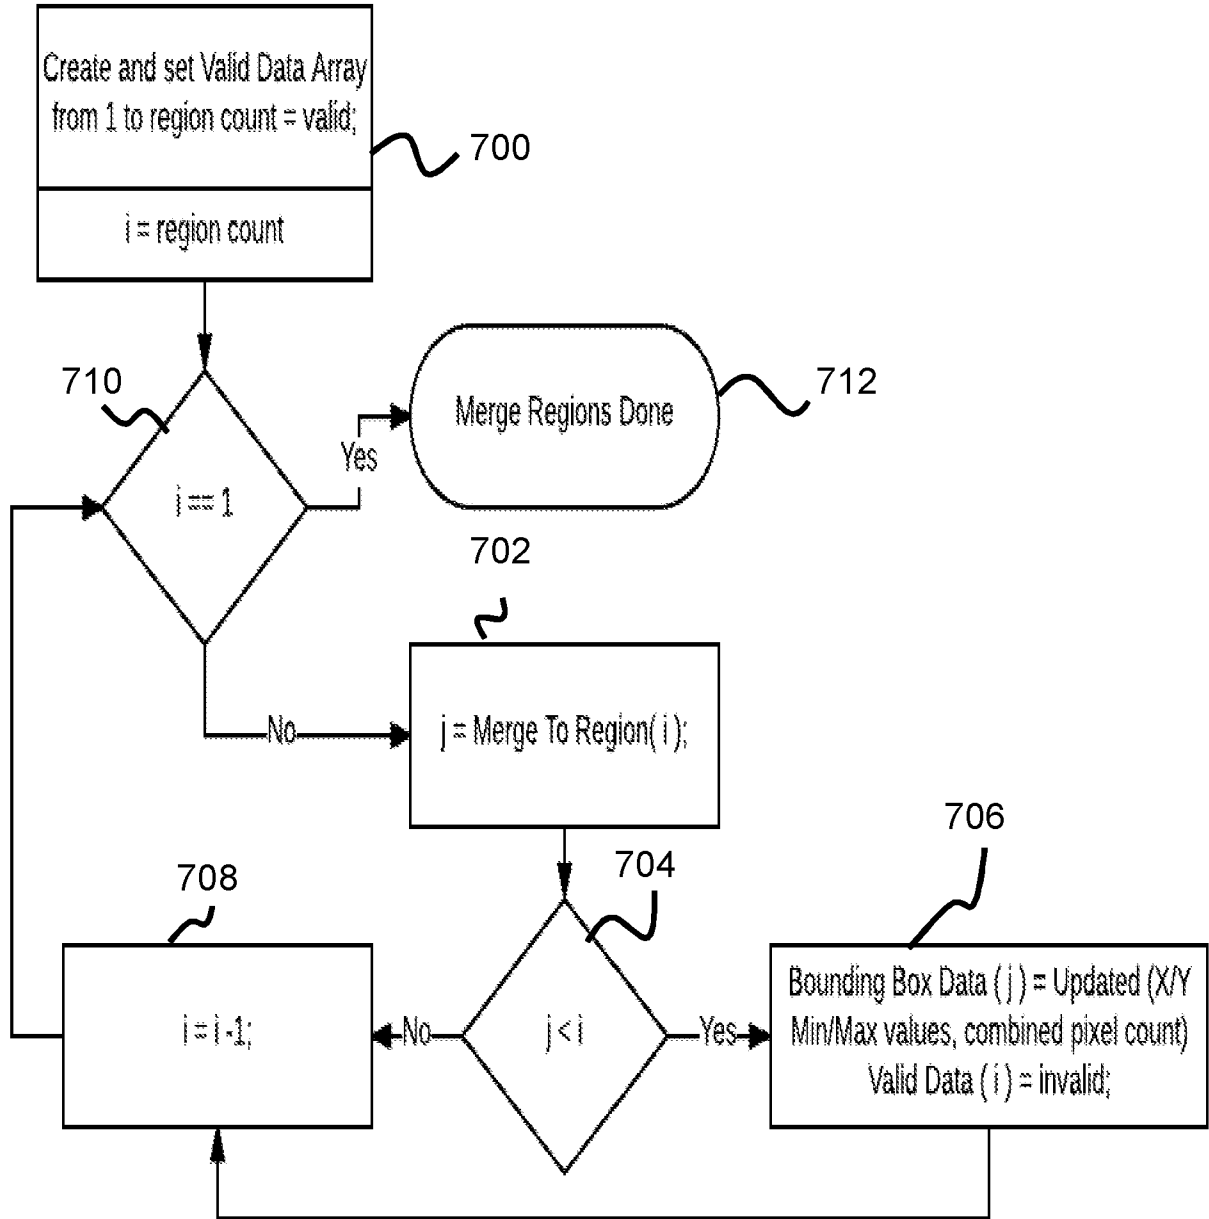 Create and set Valid Data Array
from 1 to region count = valid;
700
i = region count
710
712
Merge Regions Done
Yes
i == 1
702
No
j = Merge To Region( i );
706
704
708
Bounding Box Data ( j ) = Updated (X/Y
Min/Max values, combined pixel count)
Valid Data ( i ) = invalid;
i = i -1;
No
j < i
Yes